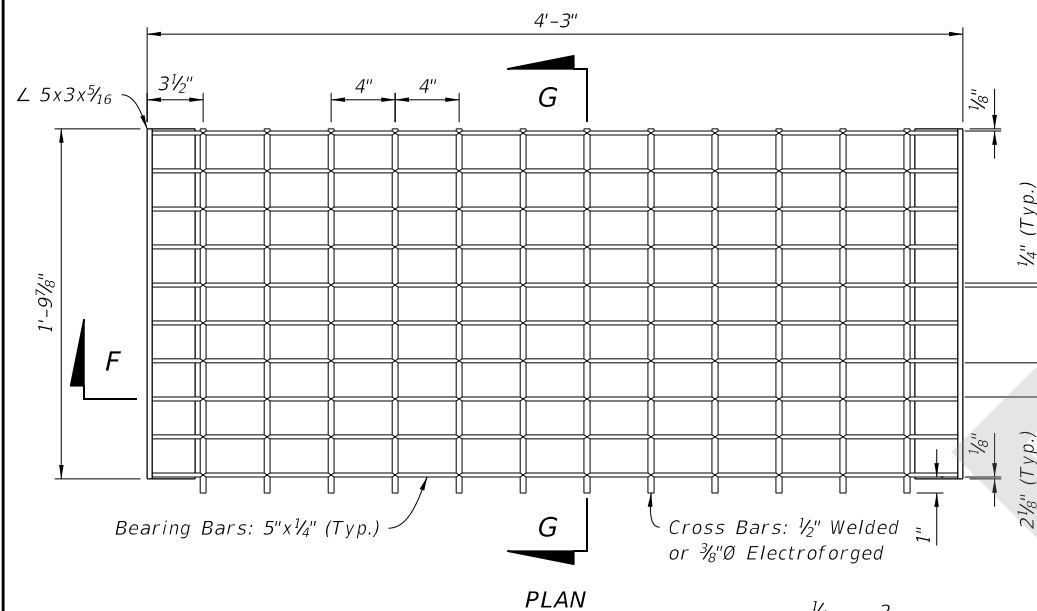 4'-3"
∠ 5x3x5/16
3½"
4"
4"
G
⅛"
¼" (Typ.)
1'-9⅞"
F
⅛"
2⅛" (Typ.)
Bearing Bars: 5"x¼" (Typ.)
G
Cross Bars: ½" Welded
or ⅜"Ø Electroforged
1"
PLAN